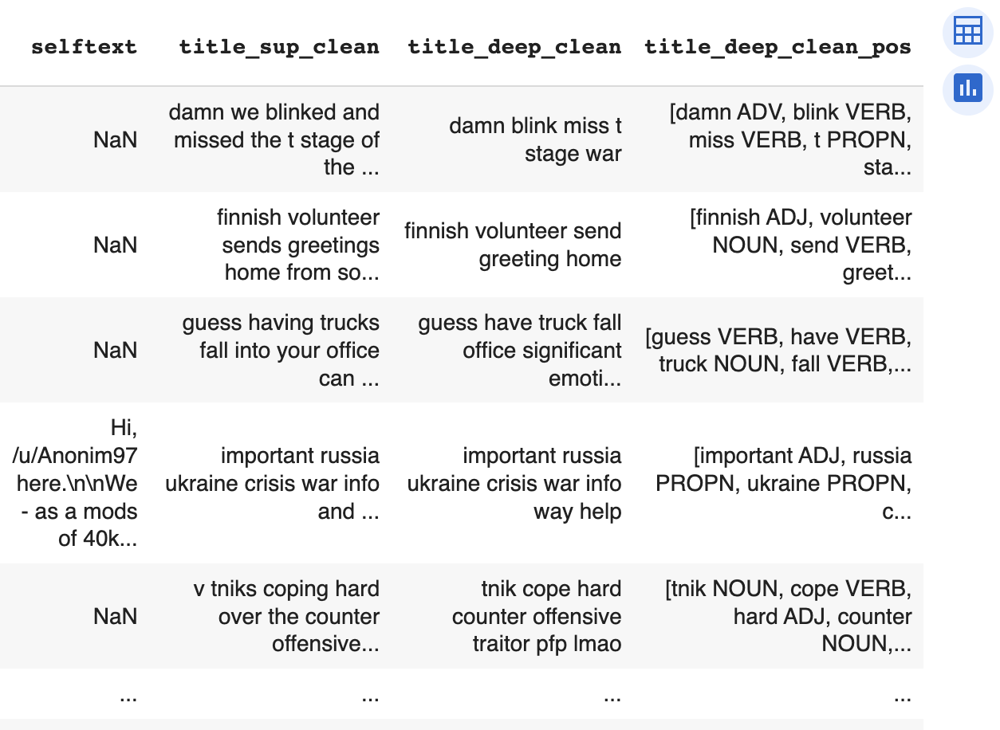 selftext title_sup_clean title_deep_clean title_deep_clean_pos
NaN
damn we blinked and
missed the t stage of
the ...
damn blink miss t
stage war
[damn ADV, blink VERB,
miss VERB, t PROPN,
sta...
NaN
finnish volunteer
sends greetings
home from so...
finnish volunteer send
greeting home
[finnish ADJ, volunteer
NOUN, send VERB,
greet...
NaN
guess having trucks
fall into your office
can ...
guess have truck fall
office significant
emoti...
[guess VERB, have VERB,
truck NOUN, fall VERB,...
Hi,
/u/Anonim97
here.\n\nWe
- as a mods
of 40k...
important russia
ukraine crisis war info
and ...
important russia
ukraine crisis war info
way help
[important ADJ, russia
PROPN, ukraine PROPN,
c...
NaN
v tniks coping hard
over the counter
offensive...
tnik cope hard
counter offensive
traitor pfp lmao
[tnik NOUN, cope VERB,
hard ADJ, counter
NOUN,...
... ... ... ...